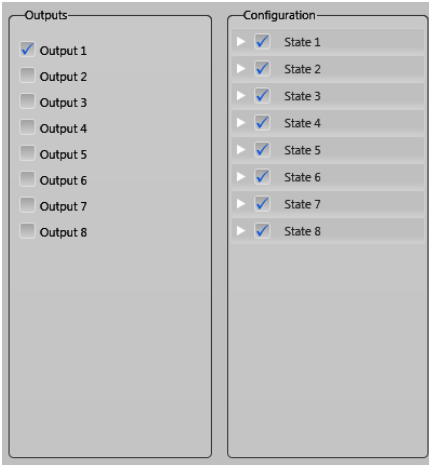 Outputs
Output 1
Output 2
Output 3
Output 4
Output 5
Output 6
Output 7
Output 8
Configuration
State 1
State 2
State 3
State 4
State 5
State 6
State 7
State 8